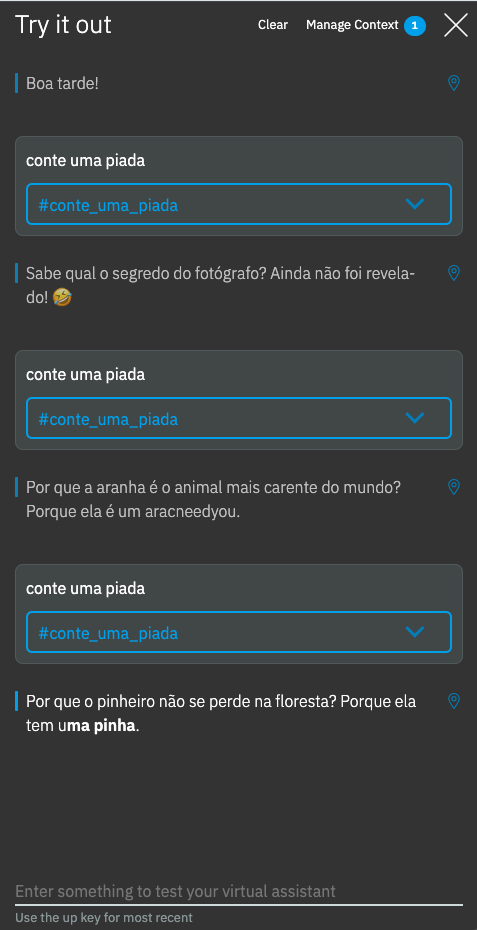 Try it out
Clear
Manage Context 1
Boa tarde!
conte uma piada
#conte_uma_piada
Sabe qual o segredo do fotógrafo? Ainda não foi revela-
do! 🤣
conte uma piada
#conte_uma_piada
Por que a aranha é o animal mais carente do mundo?
Porque ela é um aracneedyou.
conte uma piada
#conte_uma_piada
Por que o pinheiro não se perde na floresta? Porque ela
tem uma pinha.
Enter something to test your virtual assistant
Use the up key for most recent